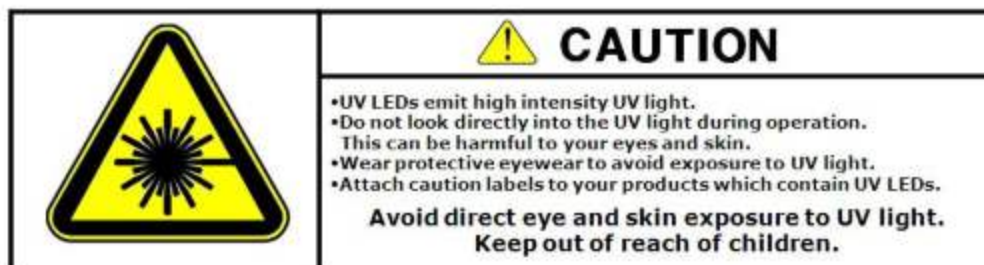 CAUTION
•UV LEDs emit high intensity UV light.
•Do not look directly into the UV light during operation.
This can be harmful to your eyes and skin.
•Wear protective eyewear to avoid exposure to UV light.
•Attach caution labels to your products which contain UV LEDs.
Avoid direct eye and skin exposure to UV light.
Keep out of reach of children.